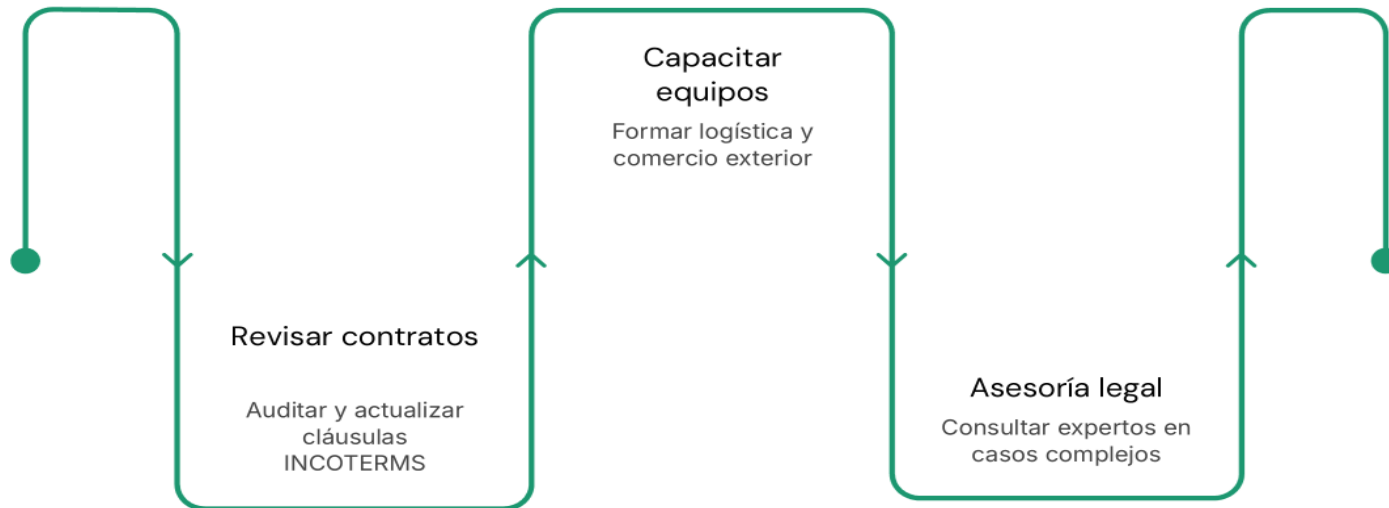 Revisar contratos
Auditar y actualizar
cláusulas
INCOTERMS
Capacitar
equipos
Formar logística y
comercio exterior
Asesoría legal
Consultar expertos en
casos complejos